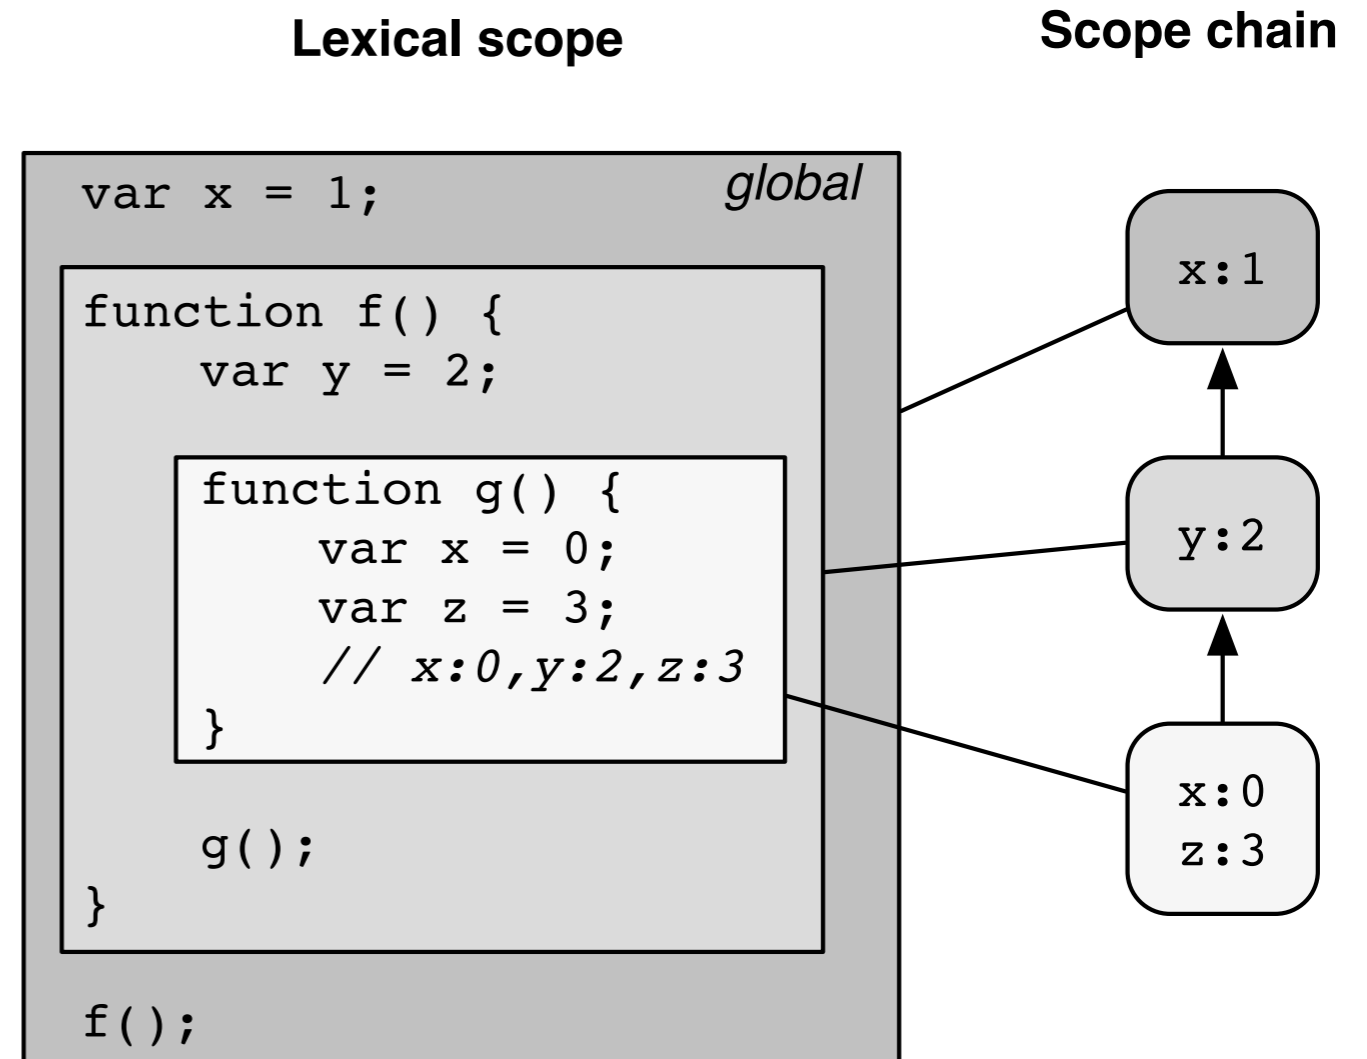 Lexical scope
Scope chain
var x = 1;
global
function f() {
var y = 2;
function g() {
var x = 0;
var z = 3;
// x:0,y:2,z:3
}
g();
}
f();
x:1
y:2
x:0
z:3